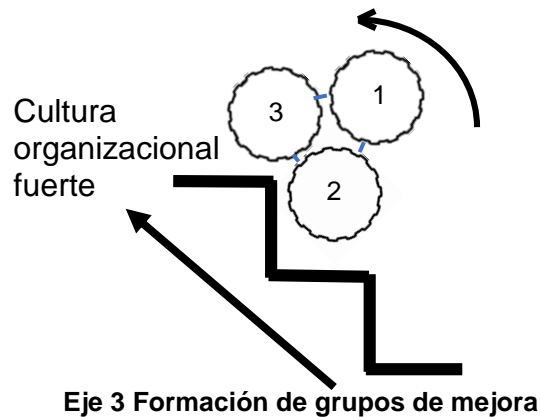 1
3
2
Cultura
organizacional
fuerte
Eje 3 Formación de grupos de mejora